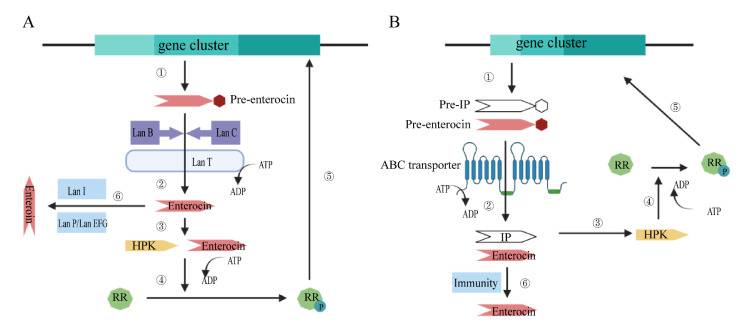 A
gene cluster
①
Pre-enterocin
Lan B
Lan C
Lan T
ATP
②
ADP
Lan I
⑥
Enterocin
Enteroin
Lan P/Lan EFG
③
HPK
Enterocin
ATP
④
ADP
RR
RR
P
⑤
B
gene cluster
①
Pre-IP
Pre-enterocin
ABC transporter
ATP
ADP
②
IP
Enterocin
③
HPK
④
ADP
ATP
RR
RR
P
⑤
Immunity
⑥
Enterocin